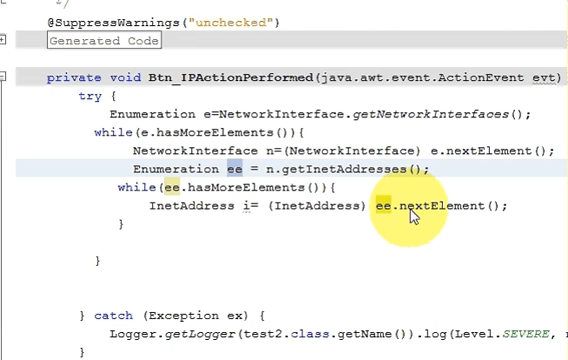 */
@SuppressWarnings("unchecked")
Generated Code
private void Btn_IPActionPerformed(java.awt.event.ActionEvent evt)
try {
Enumeration e=NetworkInterface.getNetworkInterfaces();
while(e.hasMoreElements()){
NetworkInterface n=(NetworkInterface) e.nextElement();
Enumeration ee = n.getInetAddresses();
while(ee.hasMoreElements()){
InetAddress i= (InetAddress) ee.nextElement();
}
}
} catch (Exception ex) {
Logger.getLogger(test2.class.getName()).log(Level.SEVERE,
}